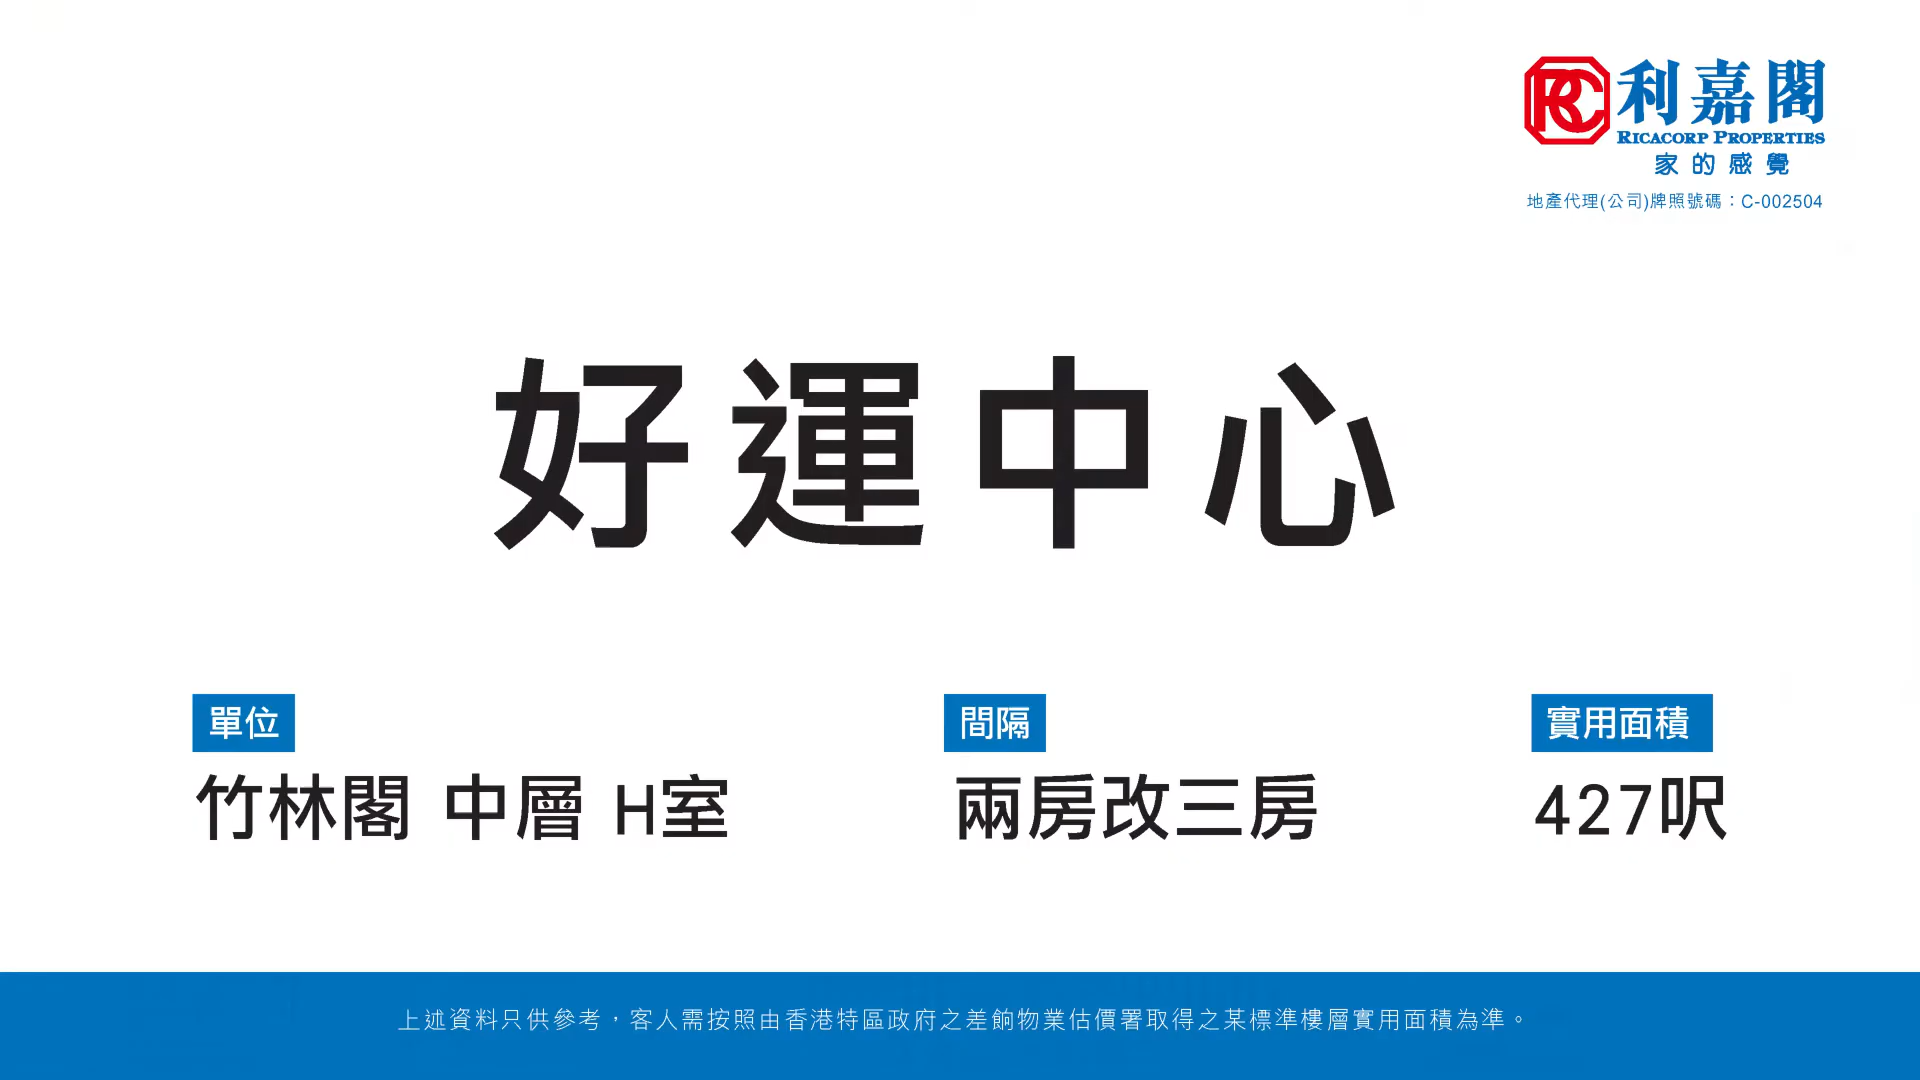 利嘉閣
RICACORP PROPERTIES
家的感覺
地產代理(公司)牌照號碼：C-002504
好運中心
單位
竹林閣 中層 H室
間隔
兩房改三房
實用面積
427呎
上述資料只供參考，客人需按照由香港特區政府之差餉物業估價署取得之某標準樓層實用面積為準。